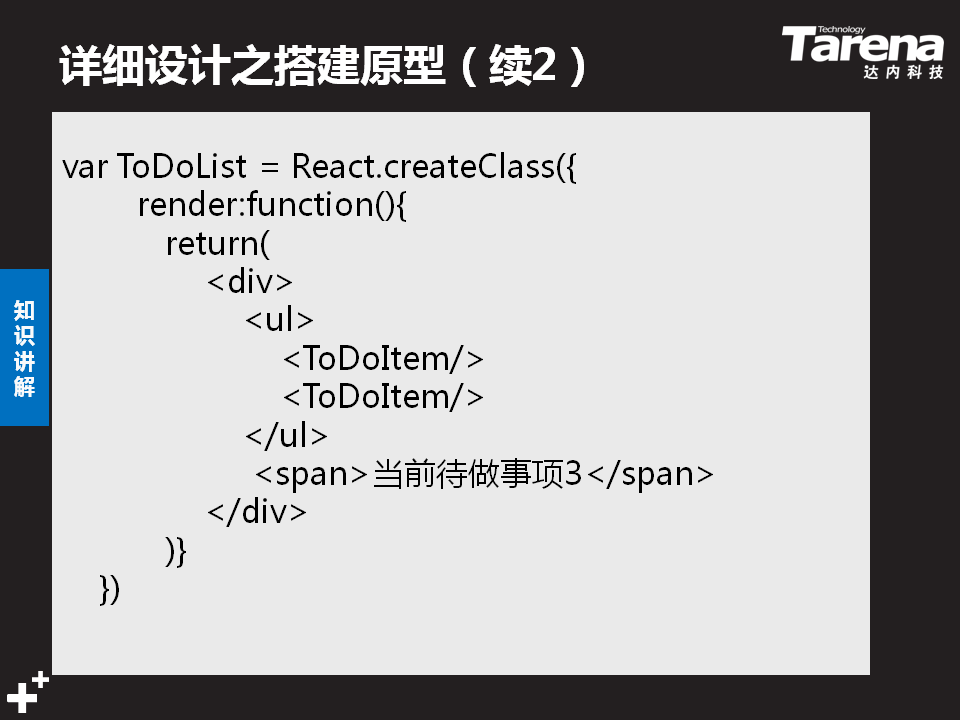 详细设计之搭建原型（续2）
Technology
Tarena
达内科技
var ToDoList = React.createClass({
render:function(){
return(
<div>
<ul>
<ToDoItem/>
<ToDoItem/>
</ul>
<span>当前待做事项3</span>
</div>
)}
})
知识讲解